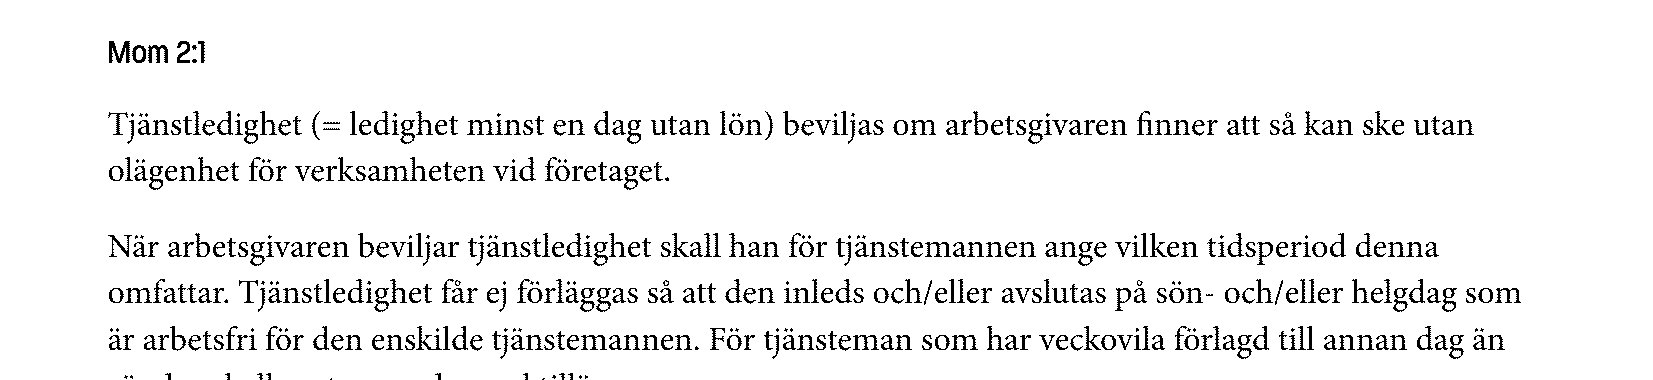 Mom 2:1
Tjänstledighet (= ledighet minst en dag utan lön) beviljas om arbetsgivaren finner att så kan ske utan
olägenhet för verksamheten vid företaget.
När arbetsgivaren beviljar tjänstledighet skall han för tjänstemannen ange vilken tidsperiod denna
omfattar. Tjänstledighet får ej förläggas så att den inleds och/eller avslutas på sön- och/eller helgdag som
är arbetsfri för den enskilde tjänstemannen. För tjänsteman som har veckovila förlagd till annan dag än